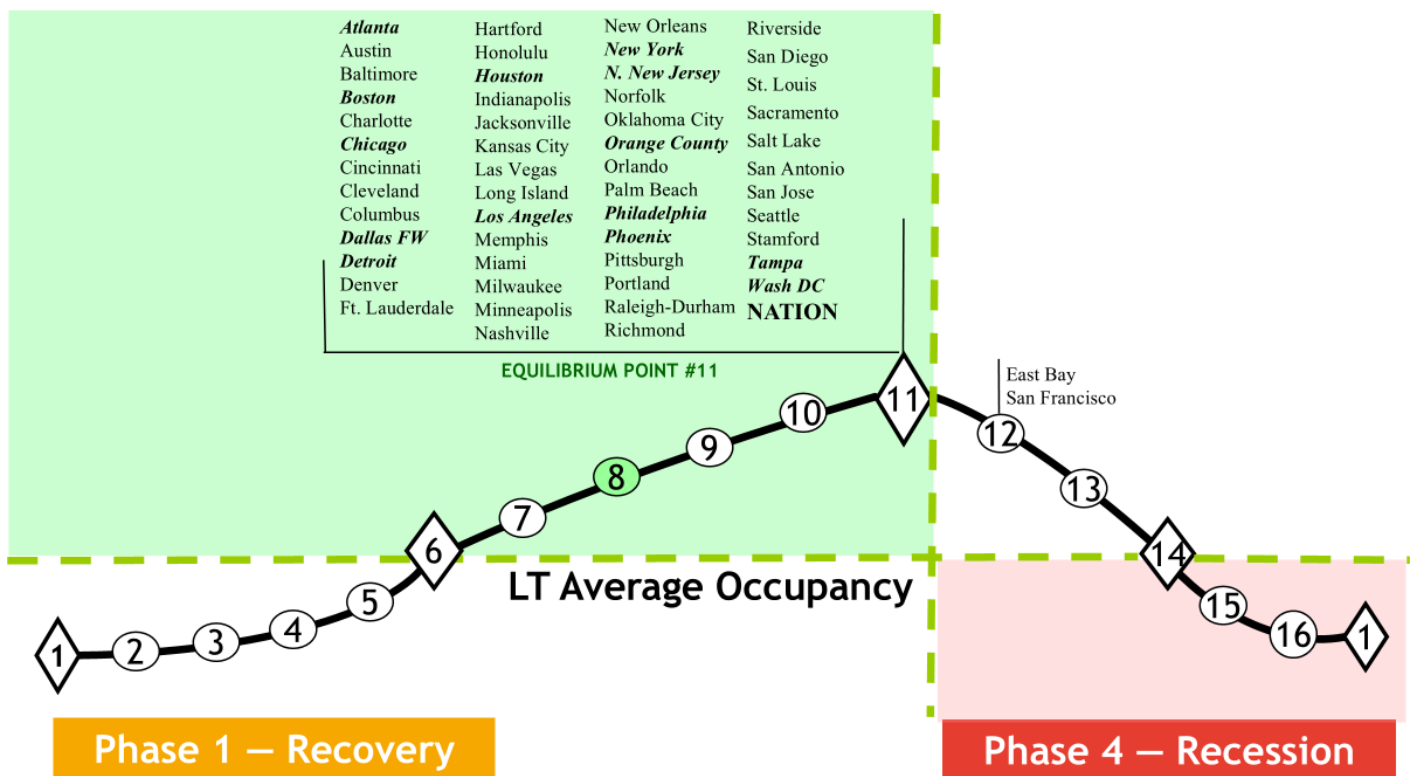 Atlanta
Austin
Baltimore
Boston
Charlotte
Chicago
Cincinnati
Cleveland
Columbus
Dallas FW
Detroit
Denver
Ft. Lauderdale
Hartford
Honolulu
Houston
Indianapolis
Jacksonville
Kansas City
Las Vegas
Long Island
Los Angeles
Memphis
Miami
Milwaukee
Minneapolis
Nashville
New Orleans
New York
N. New Jersey
Norfolk
Oklahoma City
Orange County
Orlando
Palm Beach
Philadelphia
Phoenix
Pittsburgh
Portland
Raleigh-Durham
Richmond
Riverside
San Diego
St. Louis
Sacramento
Salt Lake
San Antonio
San Jose
Seattle
Stamford
Tampa
Wash DC
NATION
EQUILIBRIUM POINT #11
East Bay
San Francisco
1
2
3
4
5
6
7
8
9
10
11
12
13
14
15
16
1
LT Average Occupancy
Phase 1 – Recovery
Phase 4 – Recession